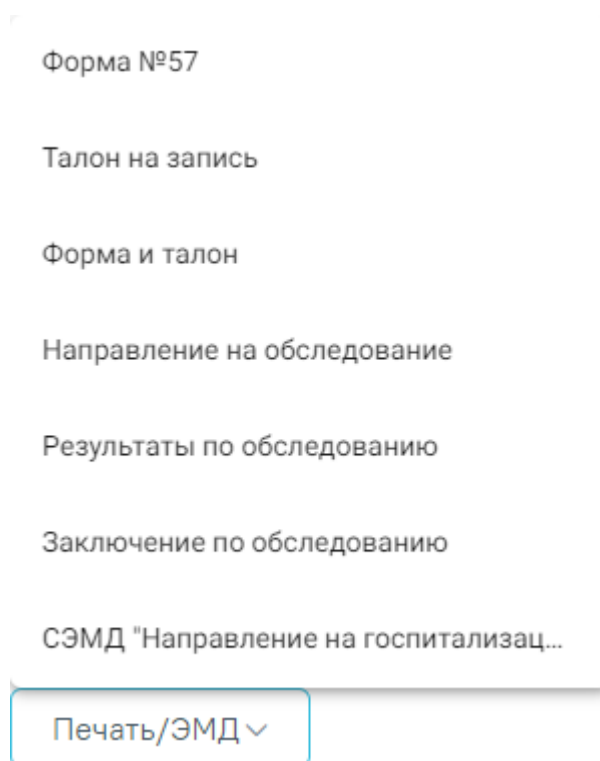 Форма №57
Талон на запись
Форма и талон
Направление на обследование
Результаты по обследованию
Заключение по обследованию
СЭМД "Направление на госпитализац...
Печать/ЭМД